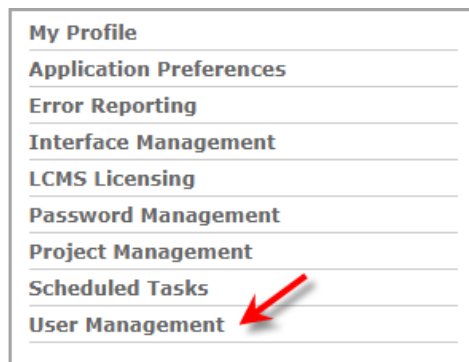 My Profile
Application Preferences
Error Reporting
Interface Management
LCMS Licensing
Password Management
Project Management
Scheduled Tasks
User Management